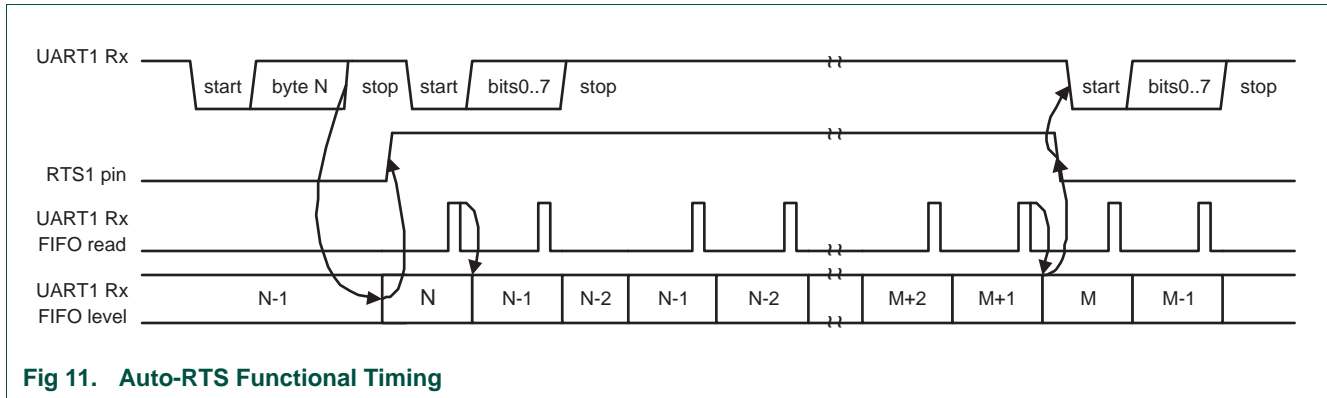 UART1 Rx
start byte N stop start bits0..7 stop start bits0..7 stop
RTS1 pin
UART1 Rx
FIFO read
UART1 Rx
FIFO level
N-1 N N-1 N-2 N-1 N-2 M+2 M+1 M M-1
Fig 11. Auto-RTS Functional Timing